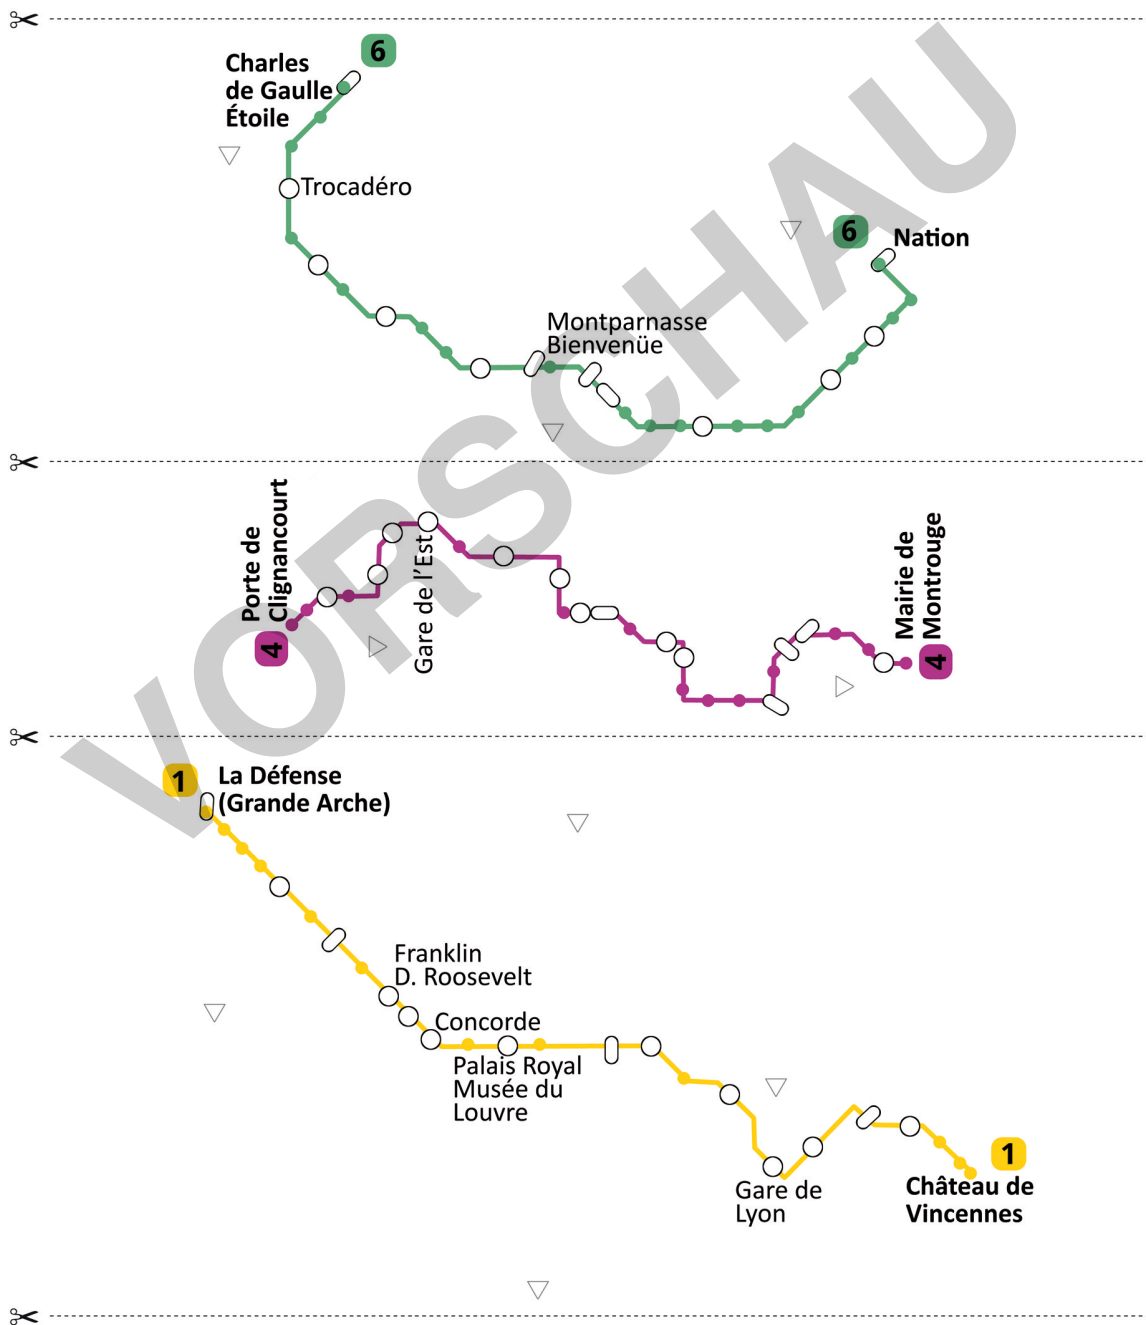 6
Charles
de Gaulle
Étoile
Trocadéro
6
Nation
Montparnasse
Bienvenüe
VORSCHAU
Porte de
Clignancourt
4
Gare de l'Est
Mairie de
Montrouge
4
1
La Défense
(Grande Arche)
Franklin
D. Roosevelt
Concorde
Palais Royal
Musée du
Louvre
Gare de
Lyon
1
Château de
Vincennes